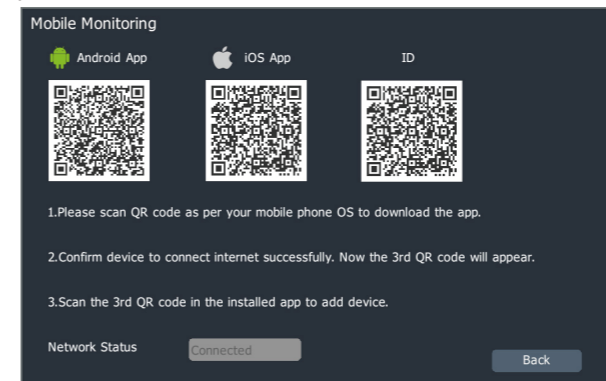 Mobile Monitoring
Android App
iOS App
ID
1.Please scan QR code as per your mobile phone OS to download the app.
2.Confirm device to connect internet successfully. Now the 3rd QR code will appear.
3.Scan the 3rd QR code in the installed app to add device.
Network Status
Connected
Back